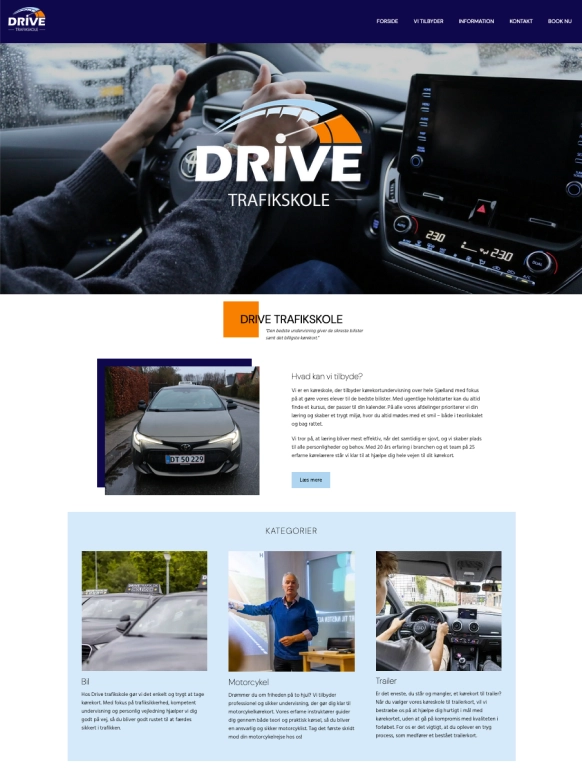 DRIVE
TRAFIKSKOLE
FORSIDE VI TILBYDER INFORMATION KONTAKT BOOK NU
DRIVE
TRAFIKSKOLE
230 230
AUTO DUAL
DRIVE TRAFIKSKOLE
"Den bedste undervisning giver de sikreste bilister
samt det billigste kørekort."
Hvad kan vi tilbyde?
Vi er en køreskole, der tilbyder kørekortundervisning over hele Sjælland med fokus
på at gøre vores elever til de bedste bilister. Med ugentlige holdstarter kan du altid
finde et kursus, der passer til din kalender. På alle vores afdelinger prioriterer vi din
læring og skaber et trygt miljø, hvor du altid mødes med et smil – både i teorilokalet
og bag rattet.
Vi tror på, at læring bliver mest effektiv, når det samtidig er sjovt, og vi skaber plads
til alle personligheder og behov. Med 20 års erfaring i branchen og et team på 25
erfarne kørelærere står vi klar til at hjælpe dig hele vejen til dit kørekort.
DT 50 229
Læs mere
KATEGORIER
Bil
Hos Drive trafikskole gør vi det enkelt og trygt at tage
kørekort. Med fokus på trafiksikkerhed, kompetent
undervisning og personlig vejledning hjælper vi dig
godt på vej, så du bliver godt rustet til at færdes
sikkert i trafikken.
Motorcykel
Drømmer du om friheden på to hjul? Vi tilbyder
professionel og sikker undervisning, der gør dig klar til
motorcykelkørekort. Vores erfarne instruktører guider
dig gennem både teori og praktisk kørsel, så du bliver
en ansvarlig og sikker motorcyklist. Tag det første skridt
mod din motorcykelrejse hos os!
Trailer
Er det eneste, du står og mangler, et kørekort til trailer?
Når du vælger vores køreskole til trailerkort, vil vi
bestræbe os på at hjælpe dig hurtigt i mål med
kørekortet, uden at gå på kompromis med kvaliteten i
forløbet. For os er det vigtigt, at du oplever en tryg
process, som medfører et bestået trailerkort.